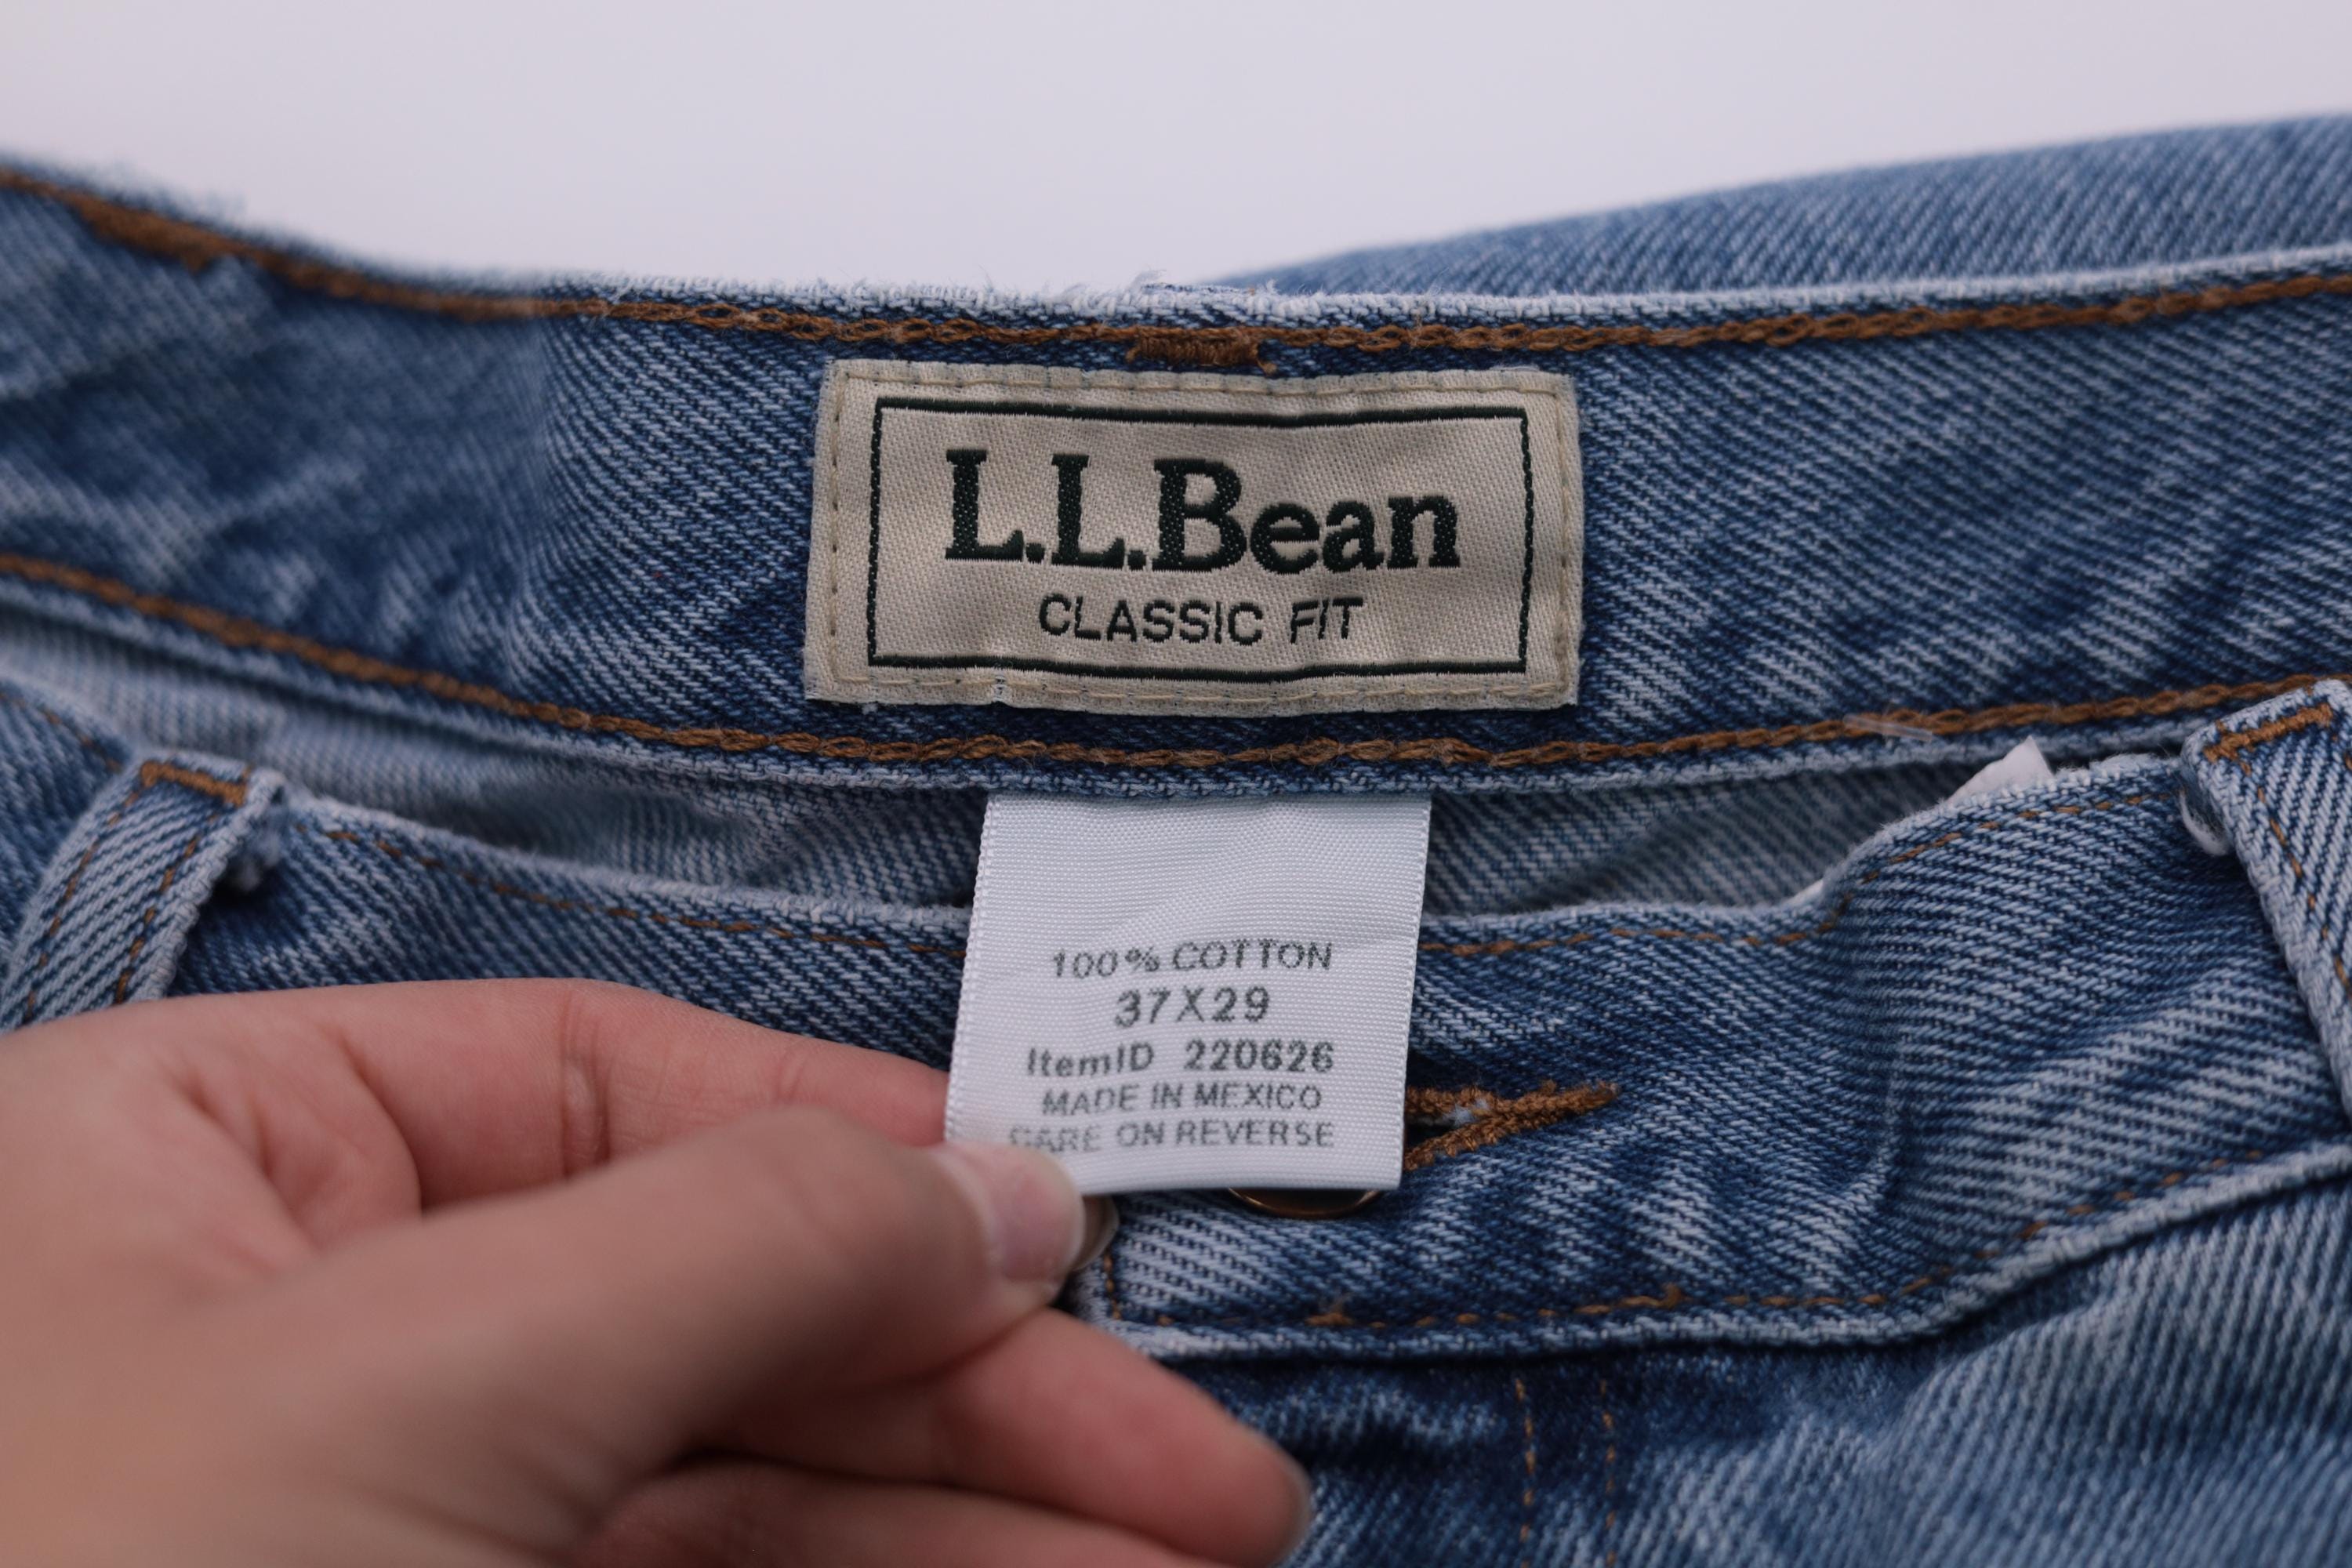 L.L.Bean
CLASSIC FIT
100% COTTON
37X29
ItemID 220626
MADE IN MEXICO
CARE ON REVERSE